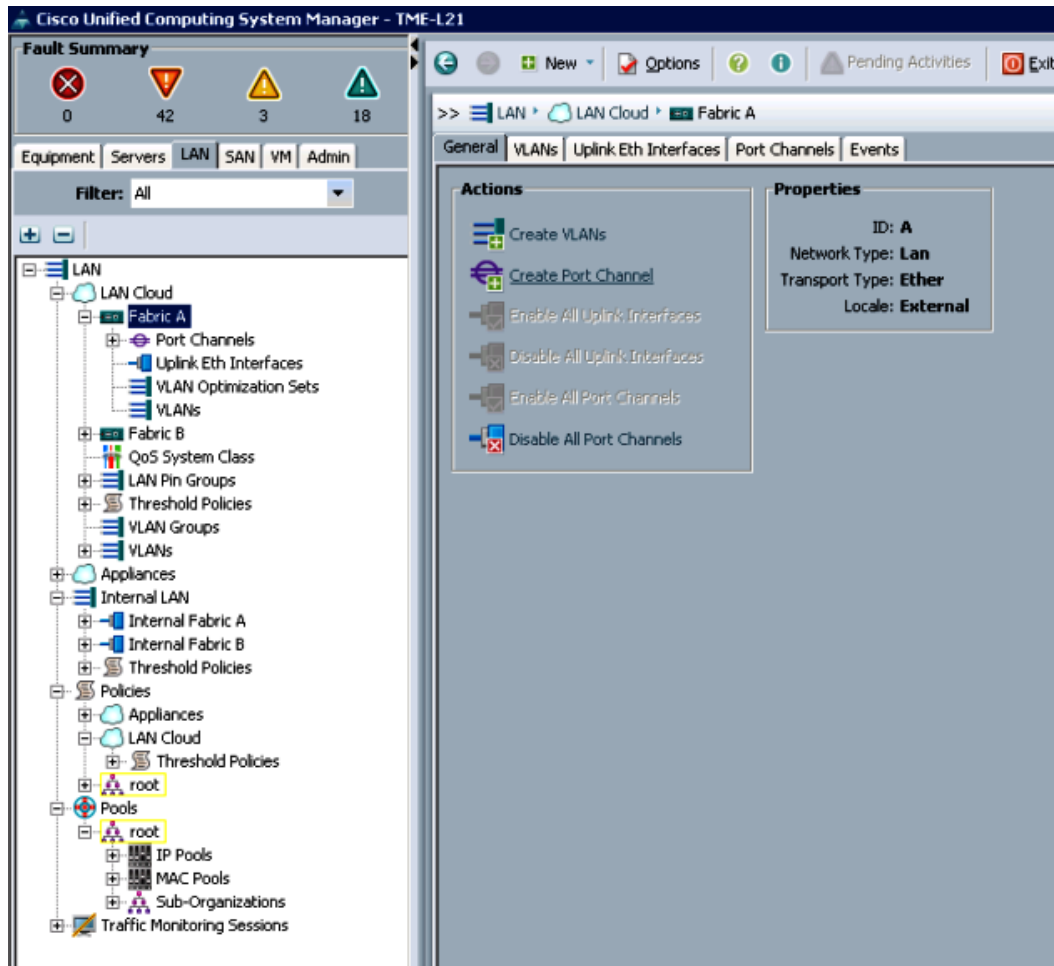 Cisco Unified Computing System Manager - TME-L21
Fault Summary
0 42 3 18
Equipment Servers LAN SAN VM Admin
Filter: All
LAN
LAN Cloud
Fabric A
Port Channels
Uplink Eth Interfaces
VLAN Optimization Sets
VLANs
Fabric B
QoS System Class
LAN Pin Groups
Threshold Policies
VLAN Groups
VLANs
Appliances
Internal LAN
Internal Fabric A
Internal Fabric B
Threshold Policies
Policies
Appliances
LAN Cloud
Threshold Policies
root
Pools
root
IP Pools
MAC Pools
Sub-Organizations
Traffic Monitoring Sessions
New Options Pending Activities Exit
>> LAN LAN Cloud Fabric A
General VLANs Uplink Eth Interfaces Port Channels Events
Actions
Create VLANs
Create Port Channel
Enable All Uplink Interfaces
Disable All Uplink Interfaces
Enable All Port Channels
Disable All Port Channels
Properties
ID: A
Network Type: Lan
Transport Type: Ether
Locale: External